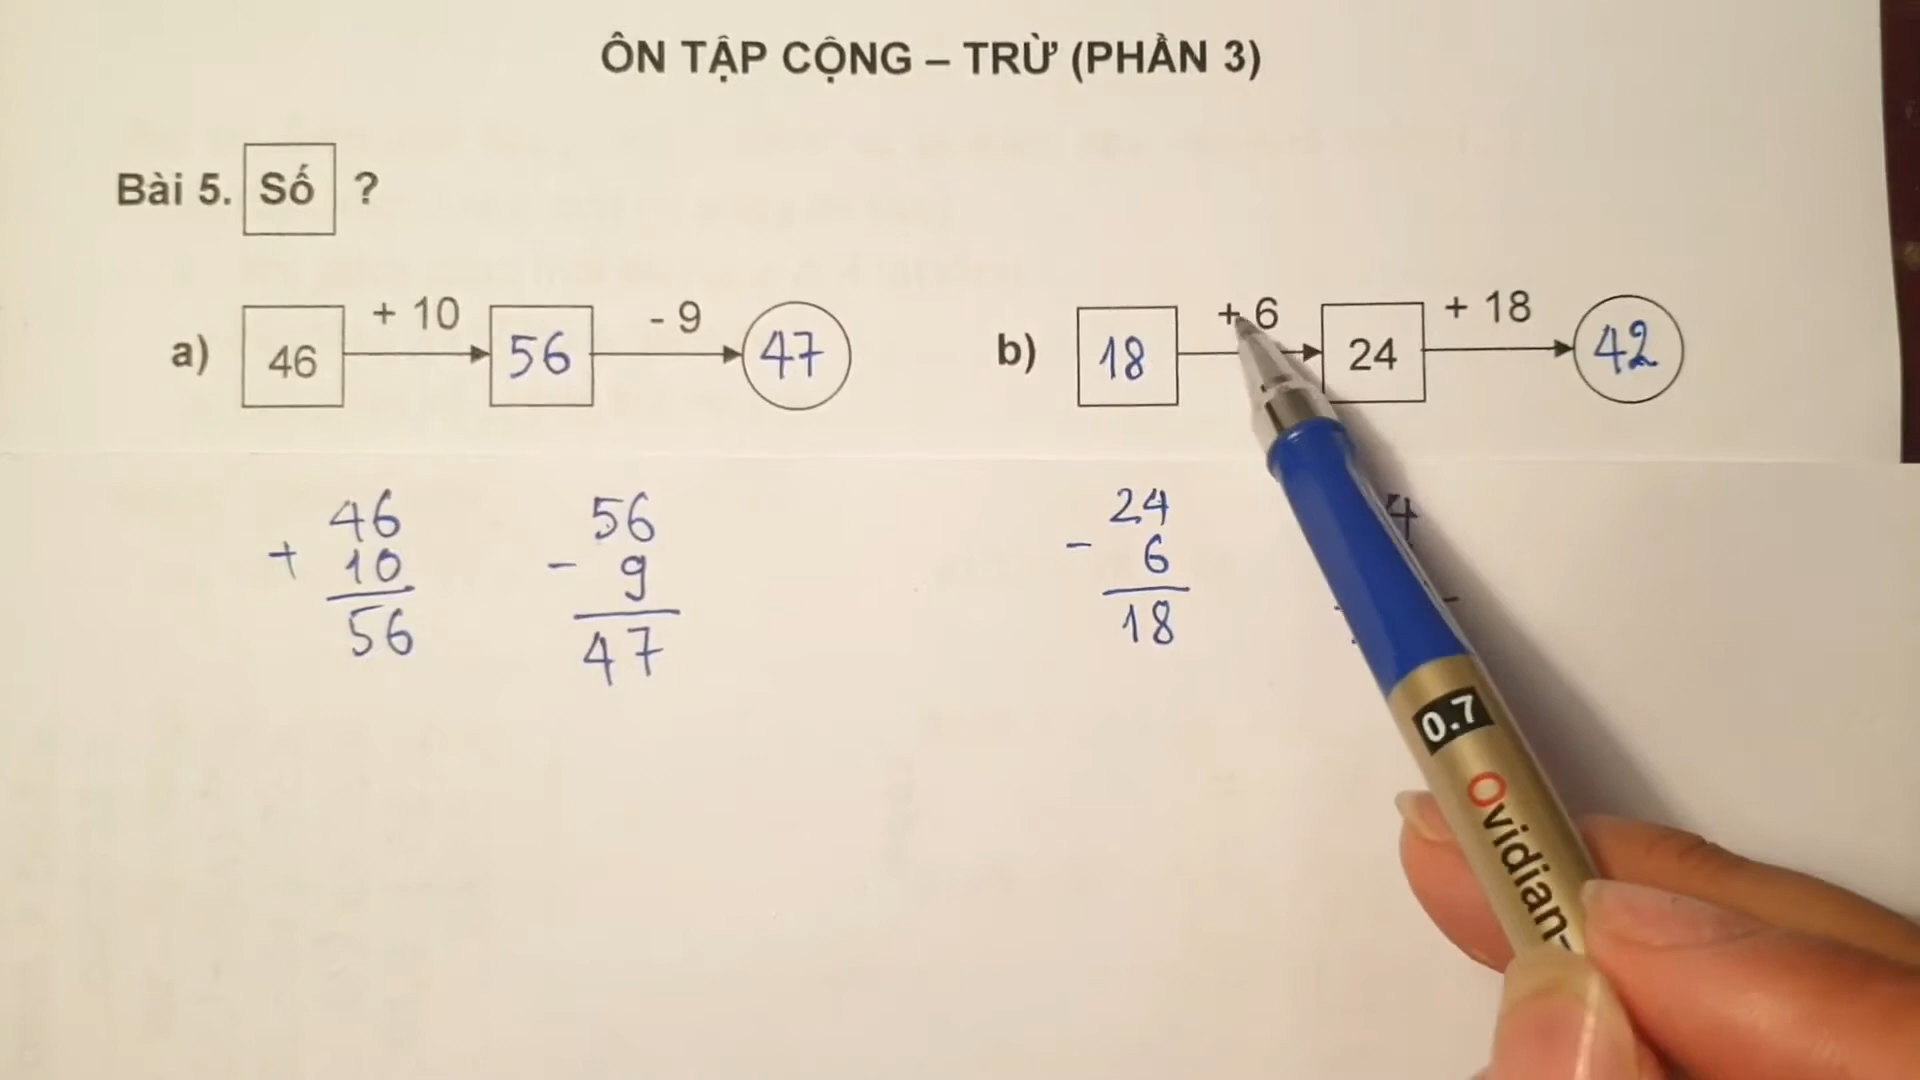 ÔN TẬP CỘNG – TRỪ (PHẦN 3)
Bài 5. Số ?
a) 46 + 10 56 - 9 47
b) 18 + 6 24 + 18 42
46
+ 10
56
56
- 9
47
24
- 6
18
4
0.7
Ovidian-